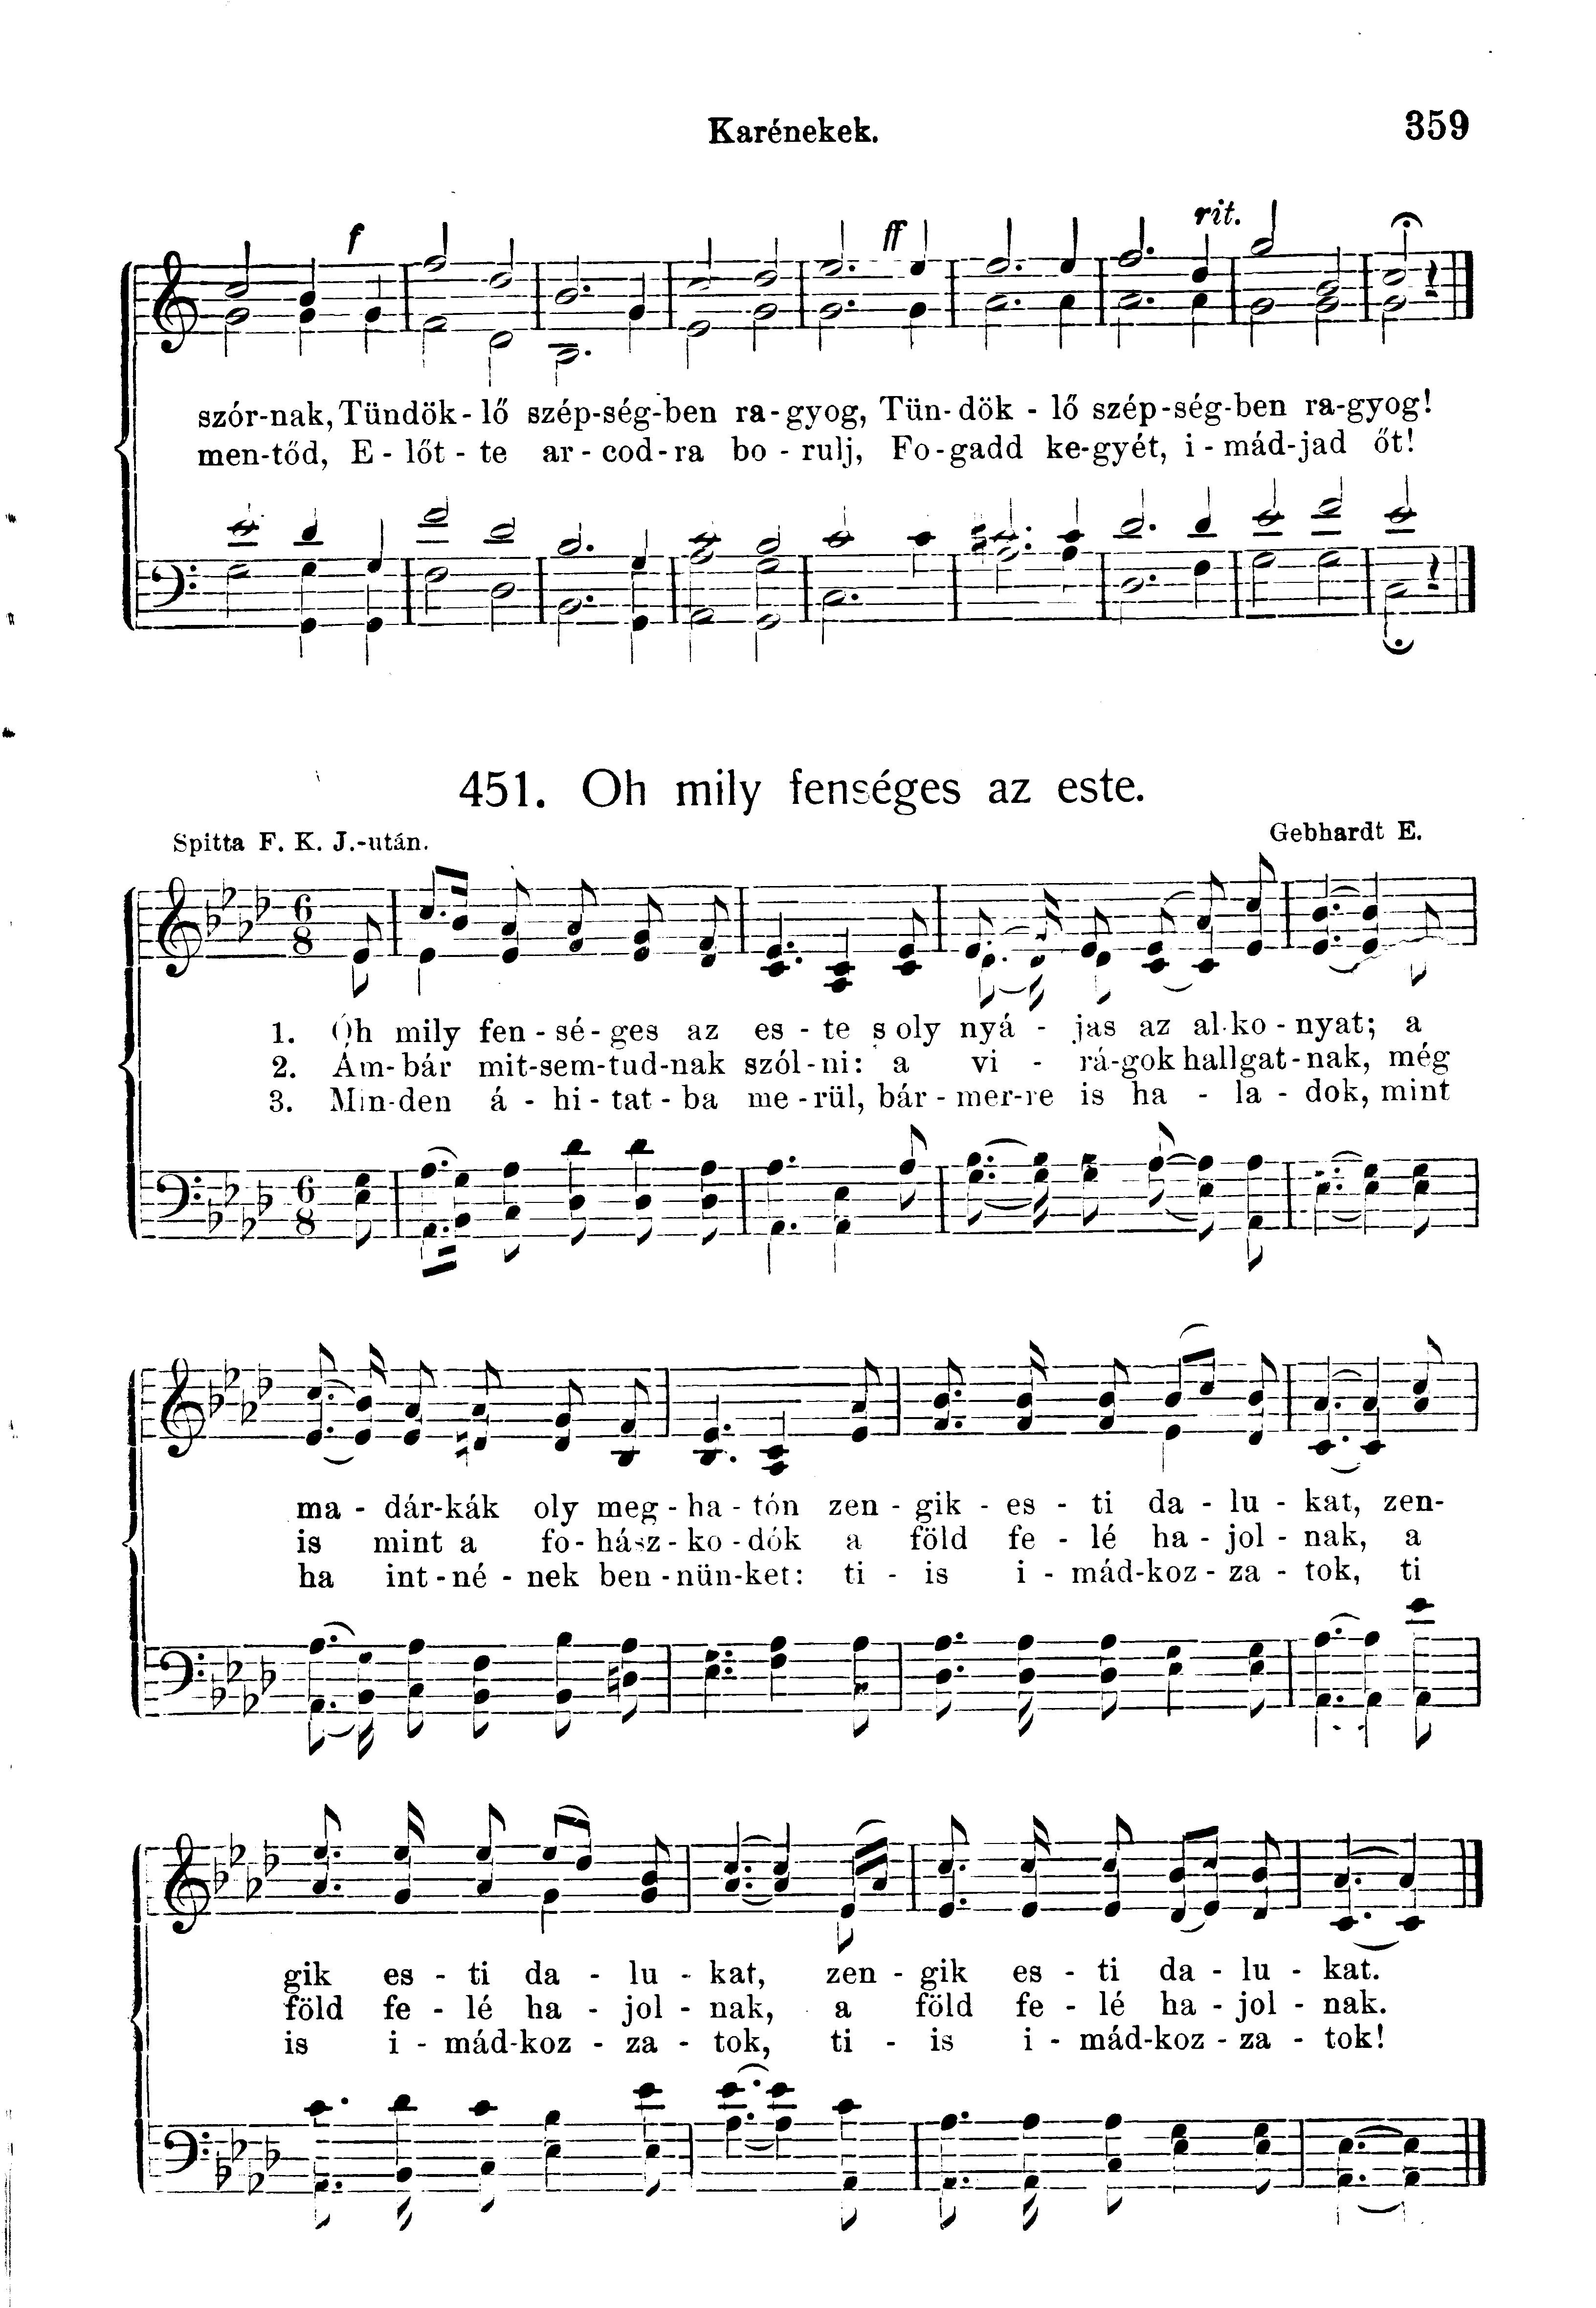 Karénekek.
359
f
ff
rit.
szór-nak, Tündök-lő szép-ség-ben ra-gyog, Tün-dök-lő szép-ség-ben ra-gyog!
men-tőd, E-lőt-te ar-cod-ra bo-rulj, Fo-gadd ke-gyét, i-mád-jad őt!
451. Oh mily fenséges az este.
Spitta F. K. J.-után.
Gebhardt E.
6
8
1. Óh mily fen-sé-ges az es-te s oly nyá-jas az al-ko-nyat; a
2. Ám-bár mit-sem-tud-nak szól-ni: a vi-rá-gok hallgat-nak, még
3. Min-den á-hi-tat-ba me-rül, bár-mer-re is ha-la-dok, mint
6
8
ma-dár-kák oly meg-ha-tón zen-gik-es-ti da-lu-kat, zen-
is mint a fo-hász-ko-dók a föld fe-lé ha-jol-nak, a
ha int-né-nek ben-nün-ket: ti-is i-mád-koz-za-tok, ti
gik es-ti da-lu-kat, zen-gik es-ti da-lu-kat.
föld fe-lé ha-jol-nak, a föld fe-lé ha-jol-nak.
is i-mád-koz-za-tok, ti-is i-mád-koz-za-tok!